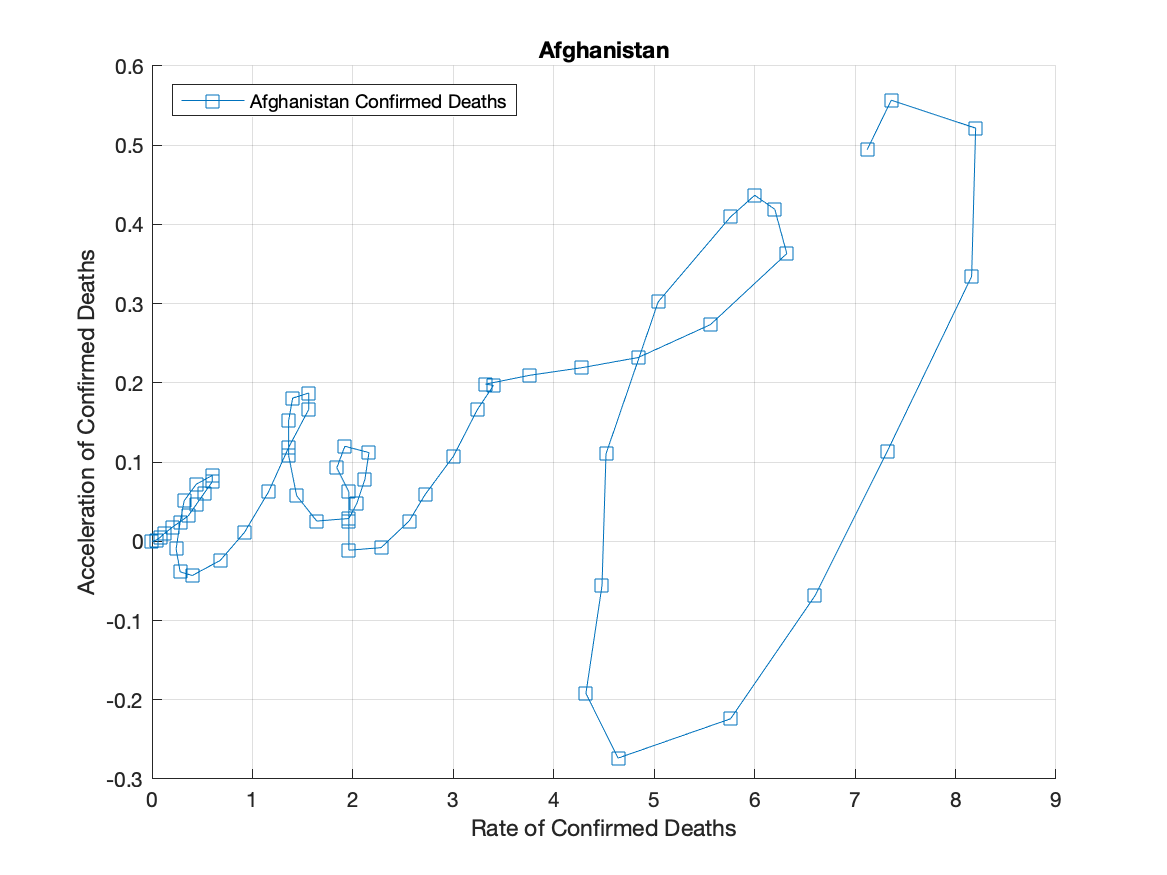 Afghanistan
Afghanistan Confirmed Deaths
Acceleration of Confirmed Deaths
0.6
0.5
0.4
0.3
0.2
0.1
0
-0.1
-0.2
-0.3
0 1 2 3 4 5 6 7 8 9
Rate of Confirmed Deaths